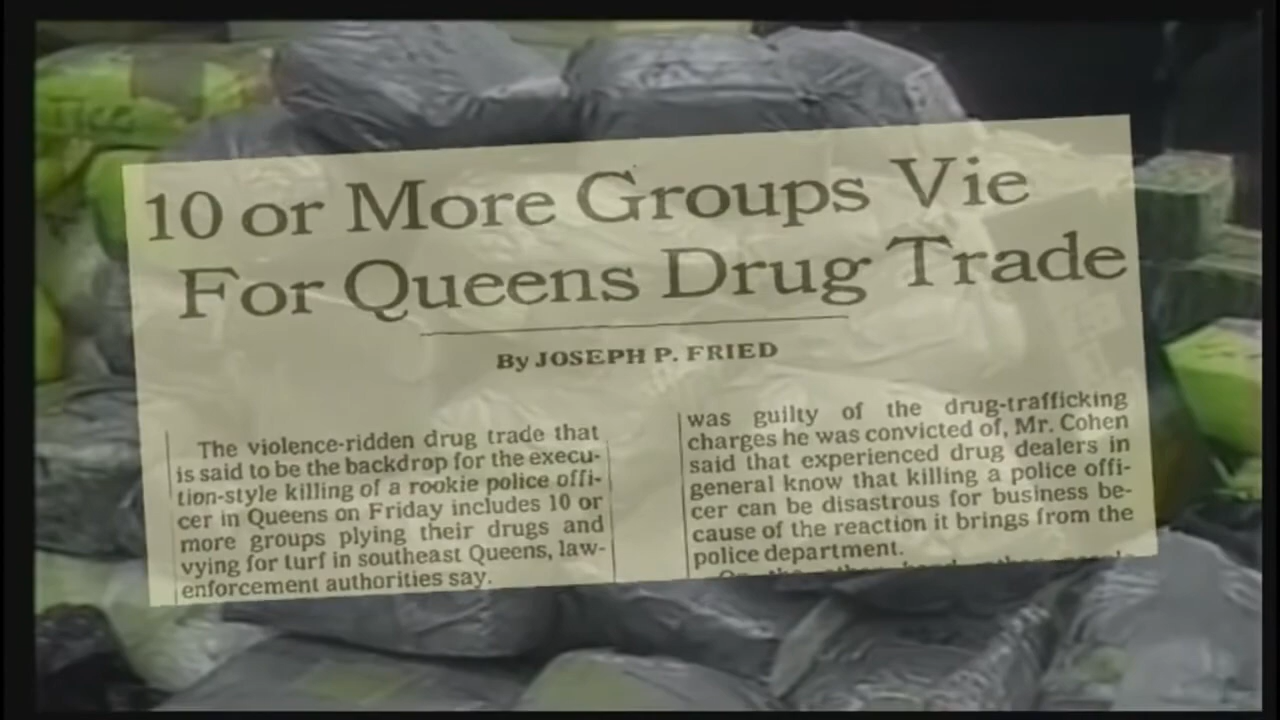 10 or More Groups Vie
For Queens Drug Trade
By JOSEPH P. FRIED
The violence-ridden drug trade that
is said to be the backdrop for the execu-
tion-style killing of a rookie police offi-
cer in Queens on Friday includes 10 or
more groups plying their drugs and
vying for turf in southeast Queens, law-
enforcement authorities say.
was guilty of the drug-trafficking
charges he was convicted of, Mr. Cohen
said that experienced drug dealers in
general know that killing a police offi-
cer can be disastrous for business be-
cause of the reaction it brings from the
police department.